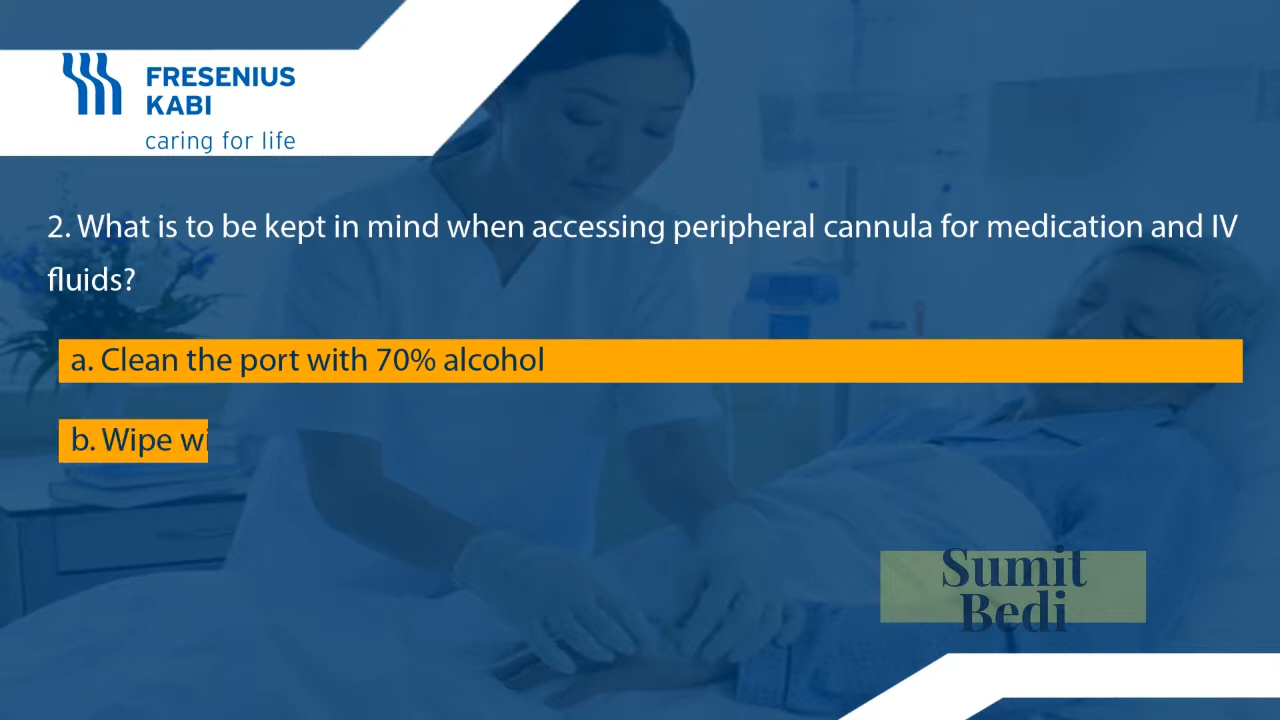 FRESENIUS
KABI
caring for life
2. What is to be kept in mind when accessing peripheral cannula for medication and IV
fluids?
a. Clean the port with 70% alcohol
b. Wipe wi
Sumit
Bedi